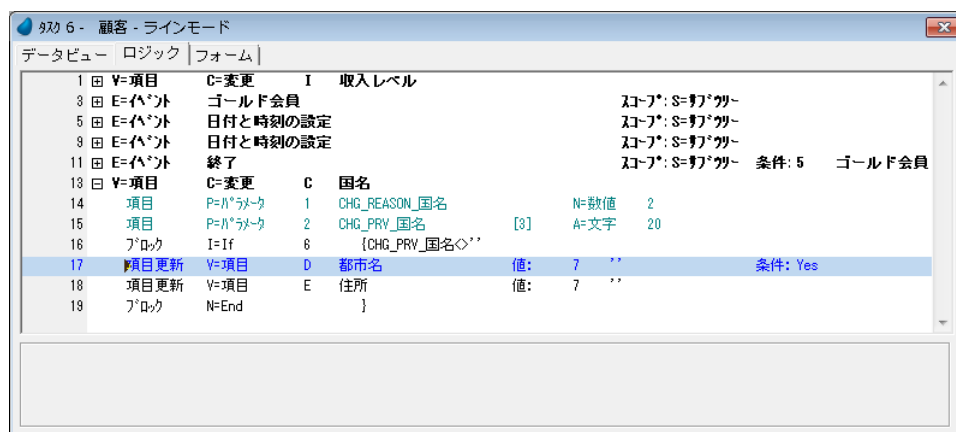 ﾀｽｸ 6 - 顧客 - ラインモード
データビュー ロジック フォーム
1 V=項目 C=変更 I 収入レベル
3 E=ｲﾍﾞﾝﾄ ゴールド会員 ｽｺｰﾌﾟ: S=ｻﾌﾞﾂﾘｰ
5 E=ｲﾍﾞﾝﾄ 日付と時刻の設定 ｽｺｰﾌﾟ: S=ｻﾌﾞﾂﾘｰ
9 E=ｲﾍﾞﾝﾄ 日付と時刻の設定 ｽｺｰﾌﾟ: S=ｻﾌﾞﾂﾘｰ
11 E=ｲﾍﾞﾝﾄ 終了 ｽｺｰﾌﾟ: S=ｻﾌﾞﾂﾘｰ 条件: 5 ゴールド会員
13 V=項目 C=変更 C 国名
14 項目 P=ﾊﾟﾗﾒｰﾀ 1 CHG_REASON_国名 N=数値 2
15 項目 P=ﾊﾟﾗﾒｰﾀ 2 CHG_PRV_国名 [3] A=文字 20
16 ﾌﾞﾛｯｸ I=If 6 {CHG_PRV_国名<>''
17 項目更新 V=項目 D 都市名 値: 7 '' 条件: Yes
18 項目更新 V=項目 E 住所 値: 7 ''
19 ﾌﾞﾛｯｸ N=End }